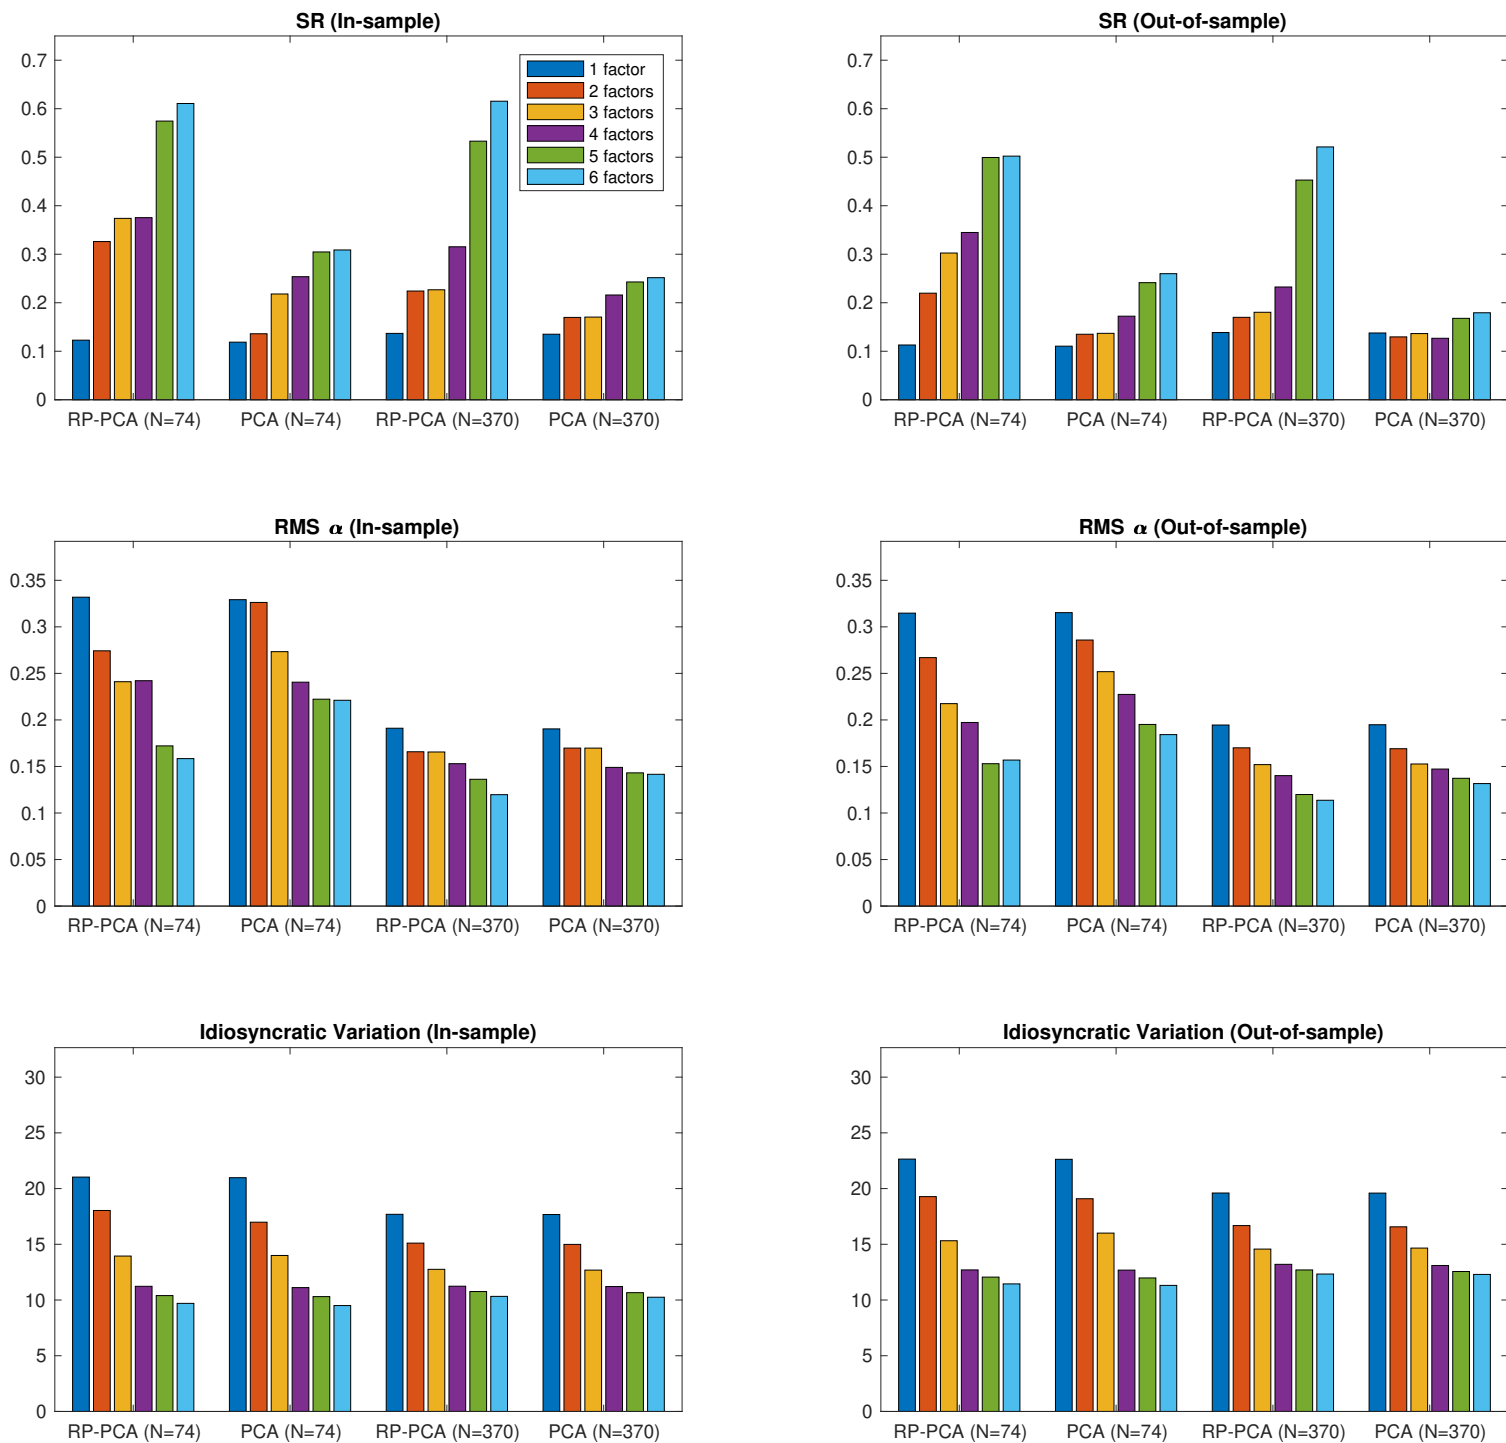 SR (In-sample)
0.7
0.6
0.5
0.4
0.3
0.2
0.1
0
1 factor
2 factors
3 factors
4 factors
5 factors
6 factors
RP-PCA (N=74) PCA (N=74) RP-PCA (N=370) PCA (N=370)
SR (Out-of-sample)
0.7
0.6
0.5
0.4
0.3
0.2
0.1
0
RP-PCA (N=74) PCA (N=74) RP-PCA (N=370) PCA (N=370)
RMS α (In-sample)
0.35
0.3
0.25
0.2
0.15
0.1
0.05
0
RP-PCA (N=74) PCA (N=74) RP-PCA (N=370) PCA (N=370)
RMS α (Out-of-sample)
0.35
0.3
0.25
0.2
0.15
0.1
0.05
0
RP-PCA (N=74) PCA (N=74) RP-PCA (N=370) PCA (N=370)
Idiosyncratic Variation (In-sample)
30
25
20
15
10
5
0
RP-PCA (N=74) PCA (N=74) RP-PCA (N=370) PCA (N=370)
Idiosyncratic Variation (Out-of-sample)
30
25
20
15
10
5
0
RP-PCA (N=74) PCA (N=74) RP-PCA (N=370) PCA (N=370)